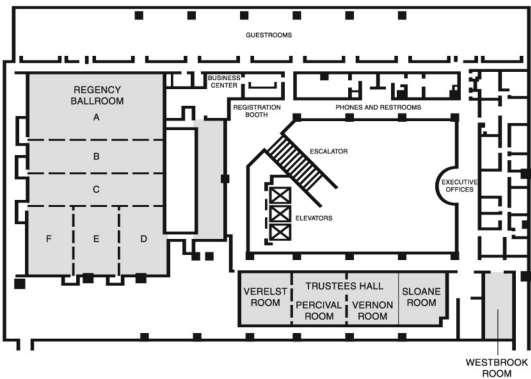 GUESTROOMS
BUSINESS
CENTER
REGENCY
BALLROOM
A
REGISTRATION
BOOTH
PHONES AND RESTROOMS
B
ESCALATOR
C
EXECUTIVE
OFFICES
ELEVATORS
F E D
VERELST
ROOM
TRUSTEES HALL
PERCIVAL
ROOM
VERNON
ROOM
SLOANE
ROOM
WESTBROOK
ROOM